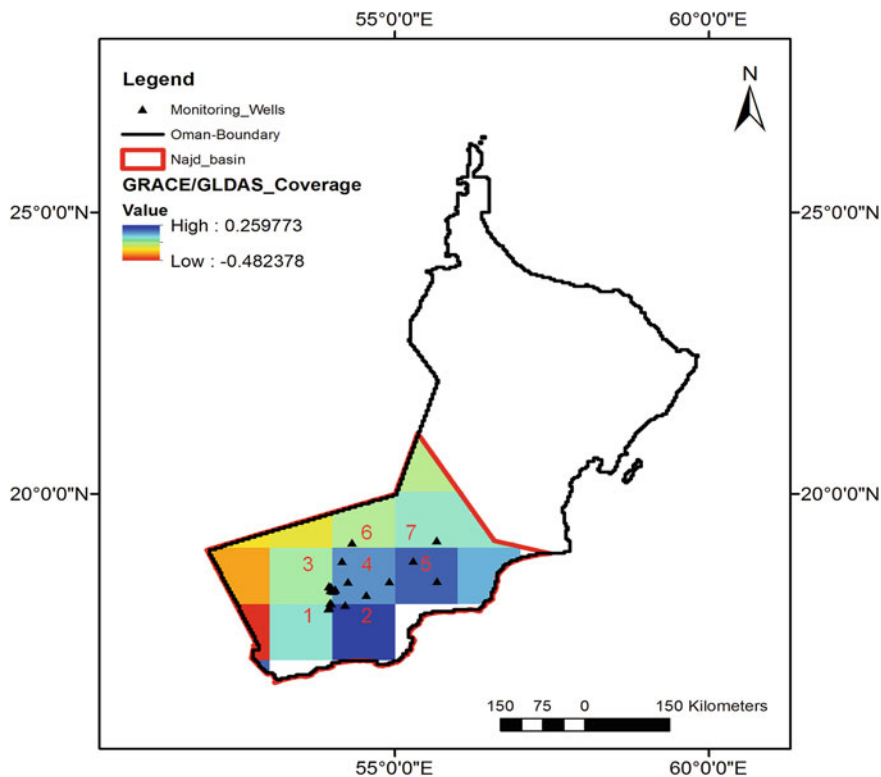 55°0'0"E 60°0'0"E
Legend
Monitoring_Wells
Oman-Boundary
Najd_basin
GRACE/GLDAS_Coverage
Value
High : 0.259773
Low : -0.482378
N
25°0'0"N 25°0'0"N
20°0'0"N 20°0'0"N
6 7
3 4 5
1 2
150 75 0 150 Kilometers
55°0'0"E 60°0'0"E